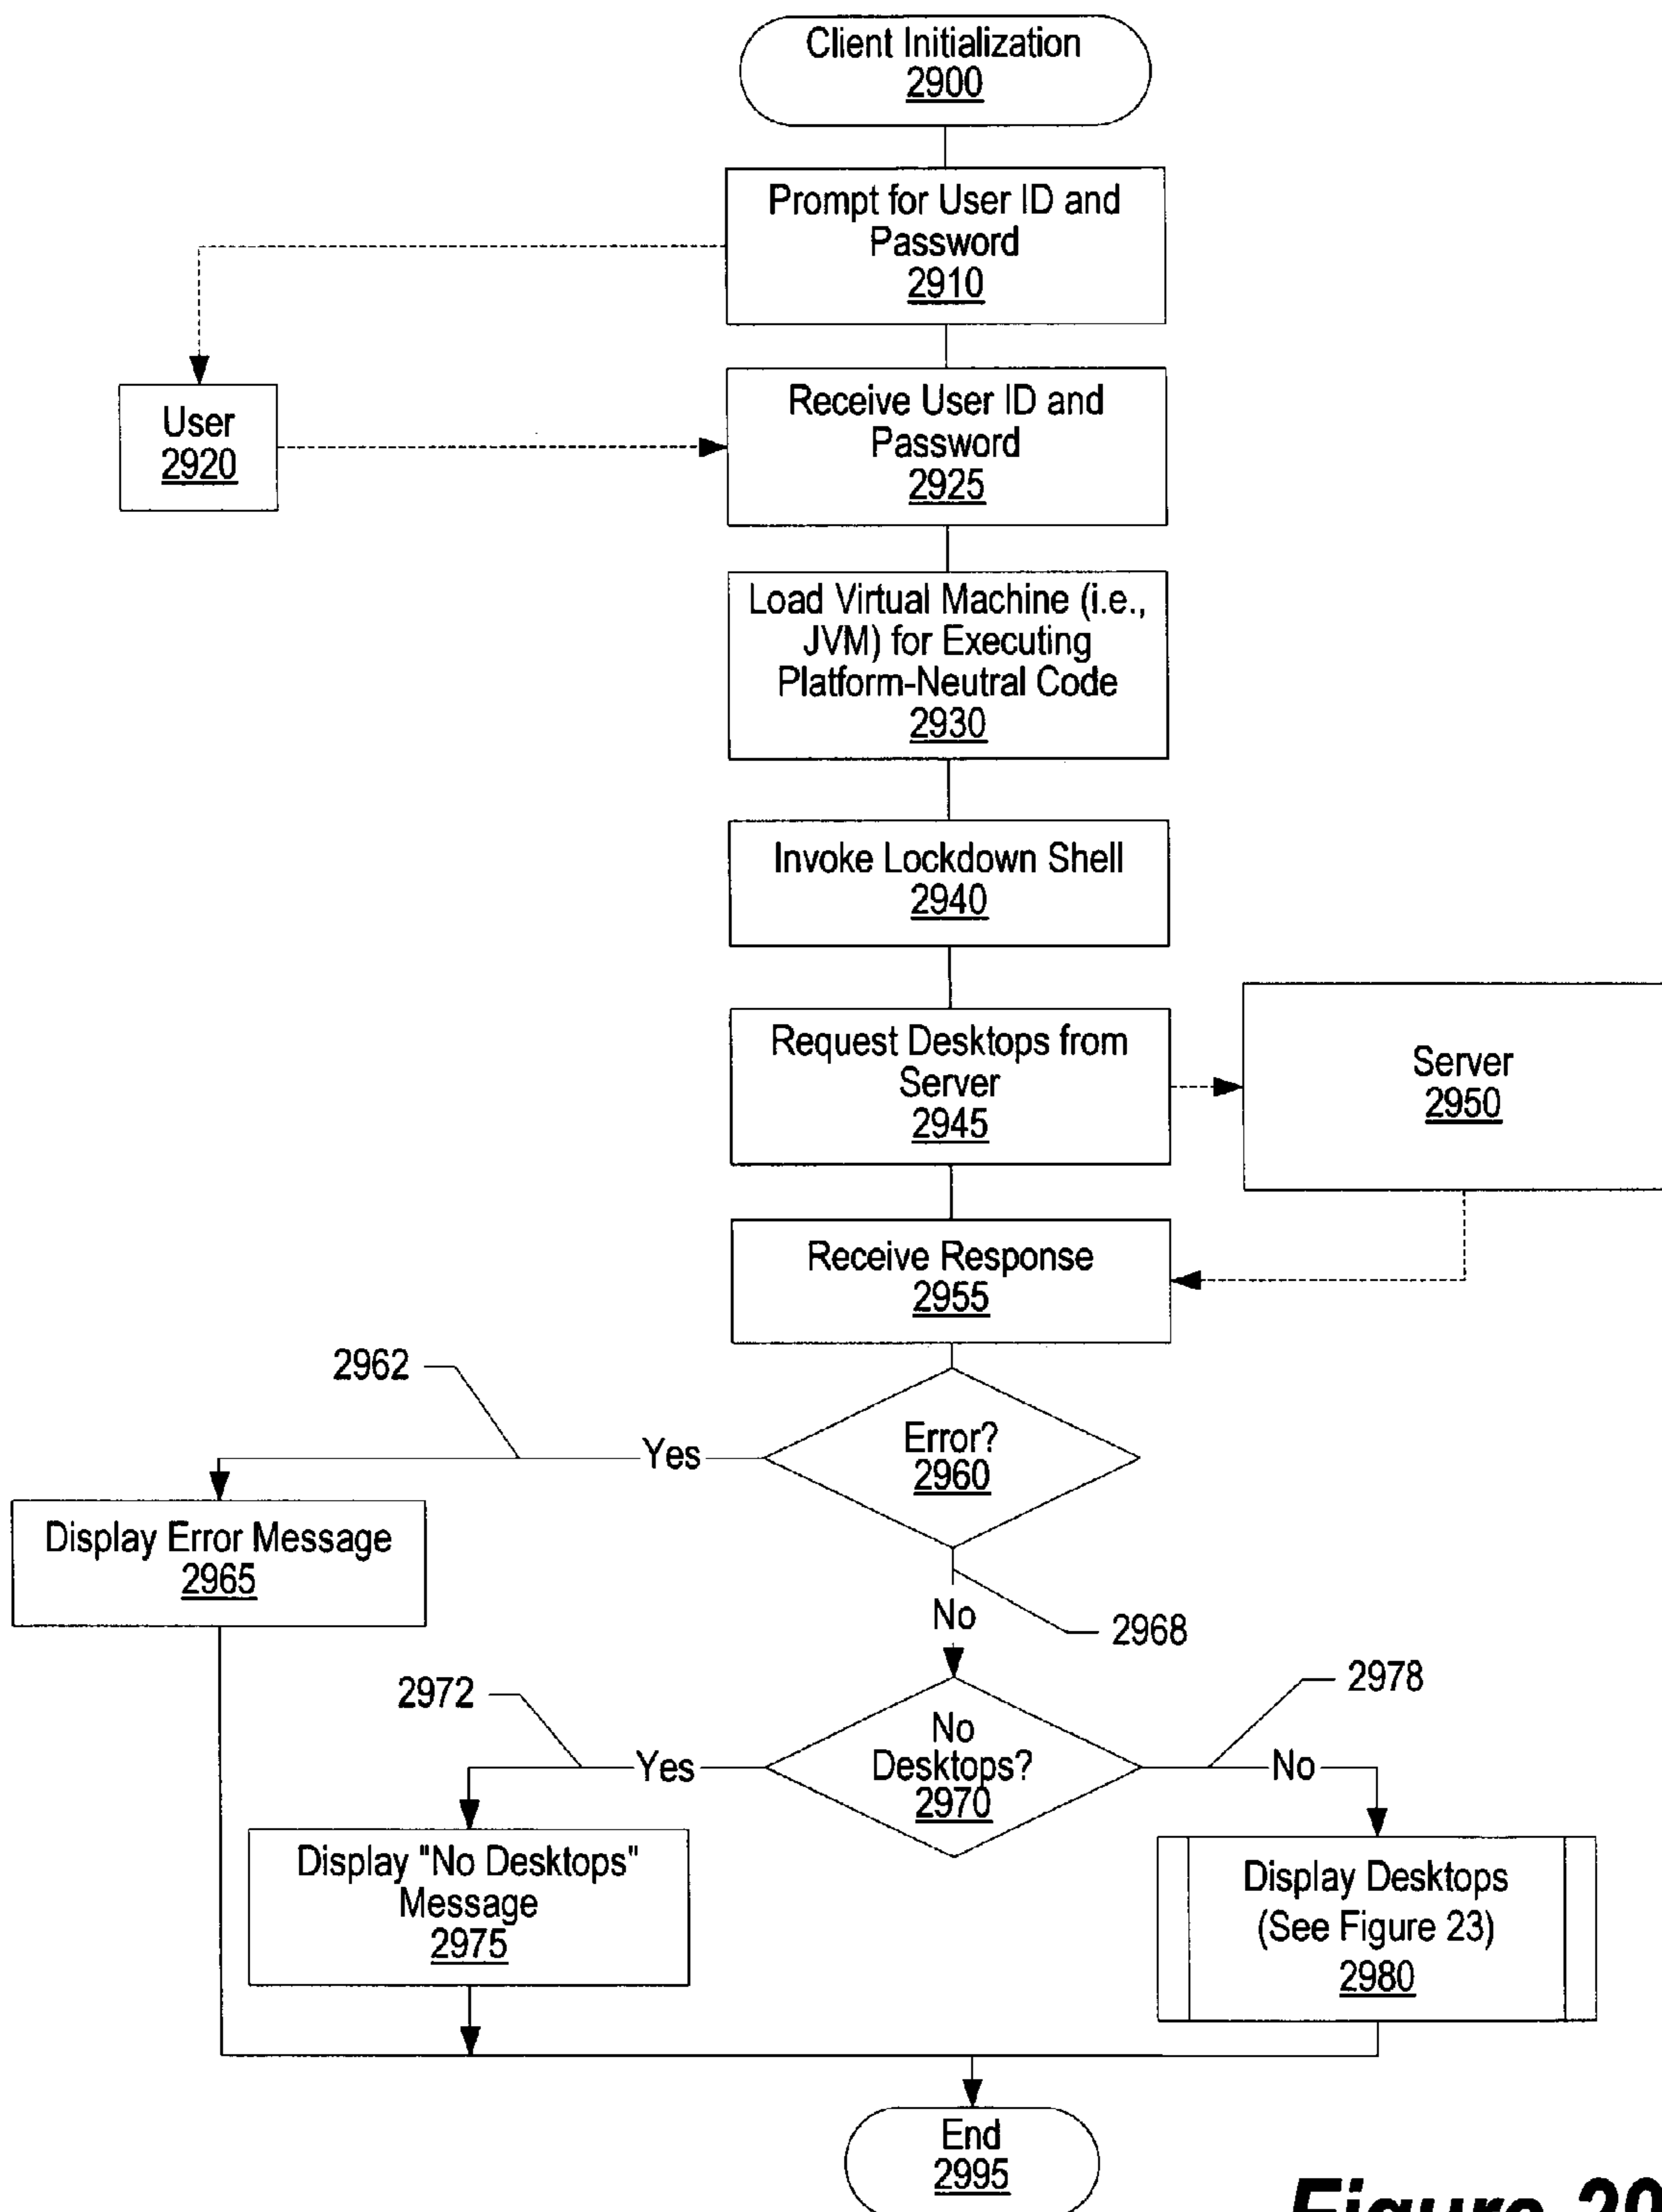 Client Initialization
2900
Prompt for User ID and
Password
2910
User
2920
Receive User ID and
Password
2925
Load Virtual Machine (i.e.,
JVM) for Executing
Platform-Neutral Code
2930
Invoke Lockdown Shell
2940
Request Desktops from
Server
2945
Server
2950
Receive Response
2955
2962
Yes
Error?
2960
Display Error Message
2965
No
2968
2972
2978
Yes
No
Desktops?
2970
No
Display "No Desktops"
Message
2975
Display Desktops
(See Figure 23)
2980
End
2995
Figure 29